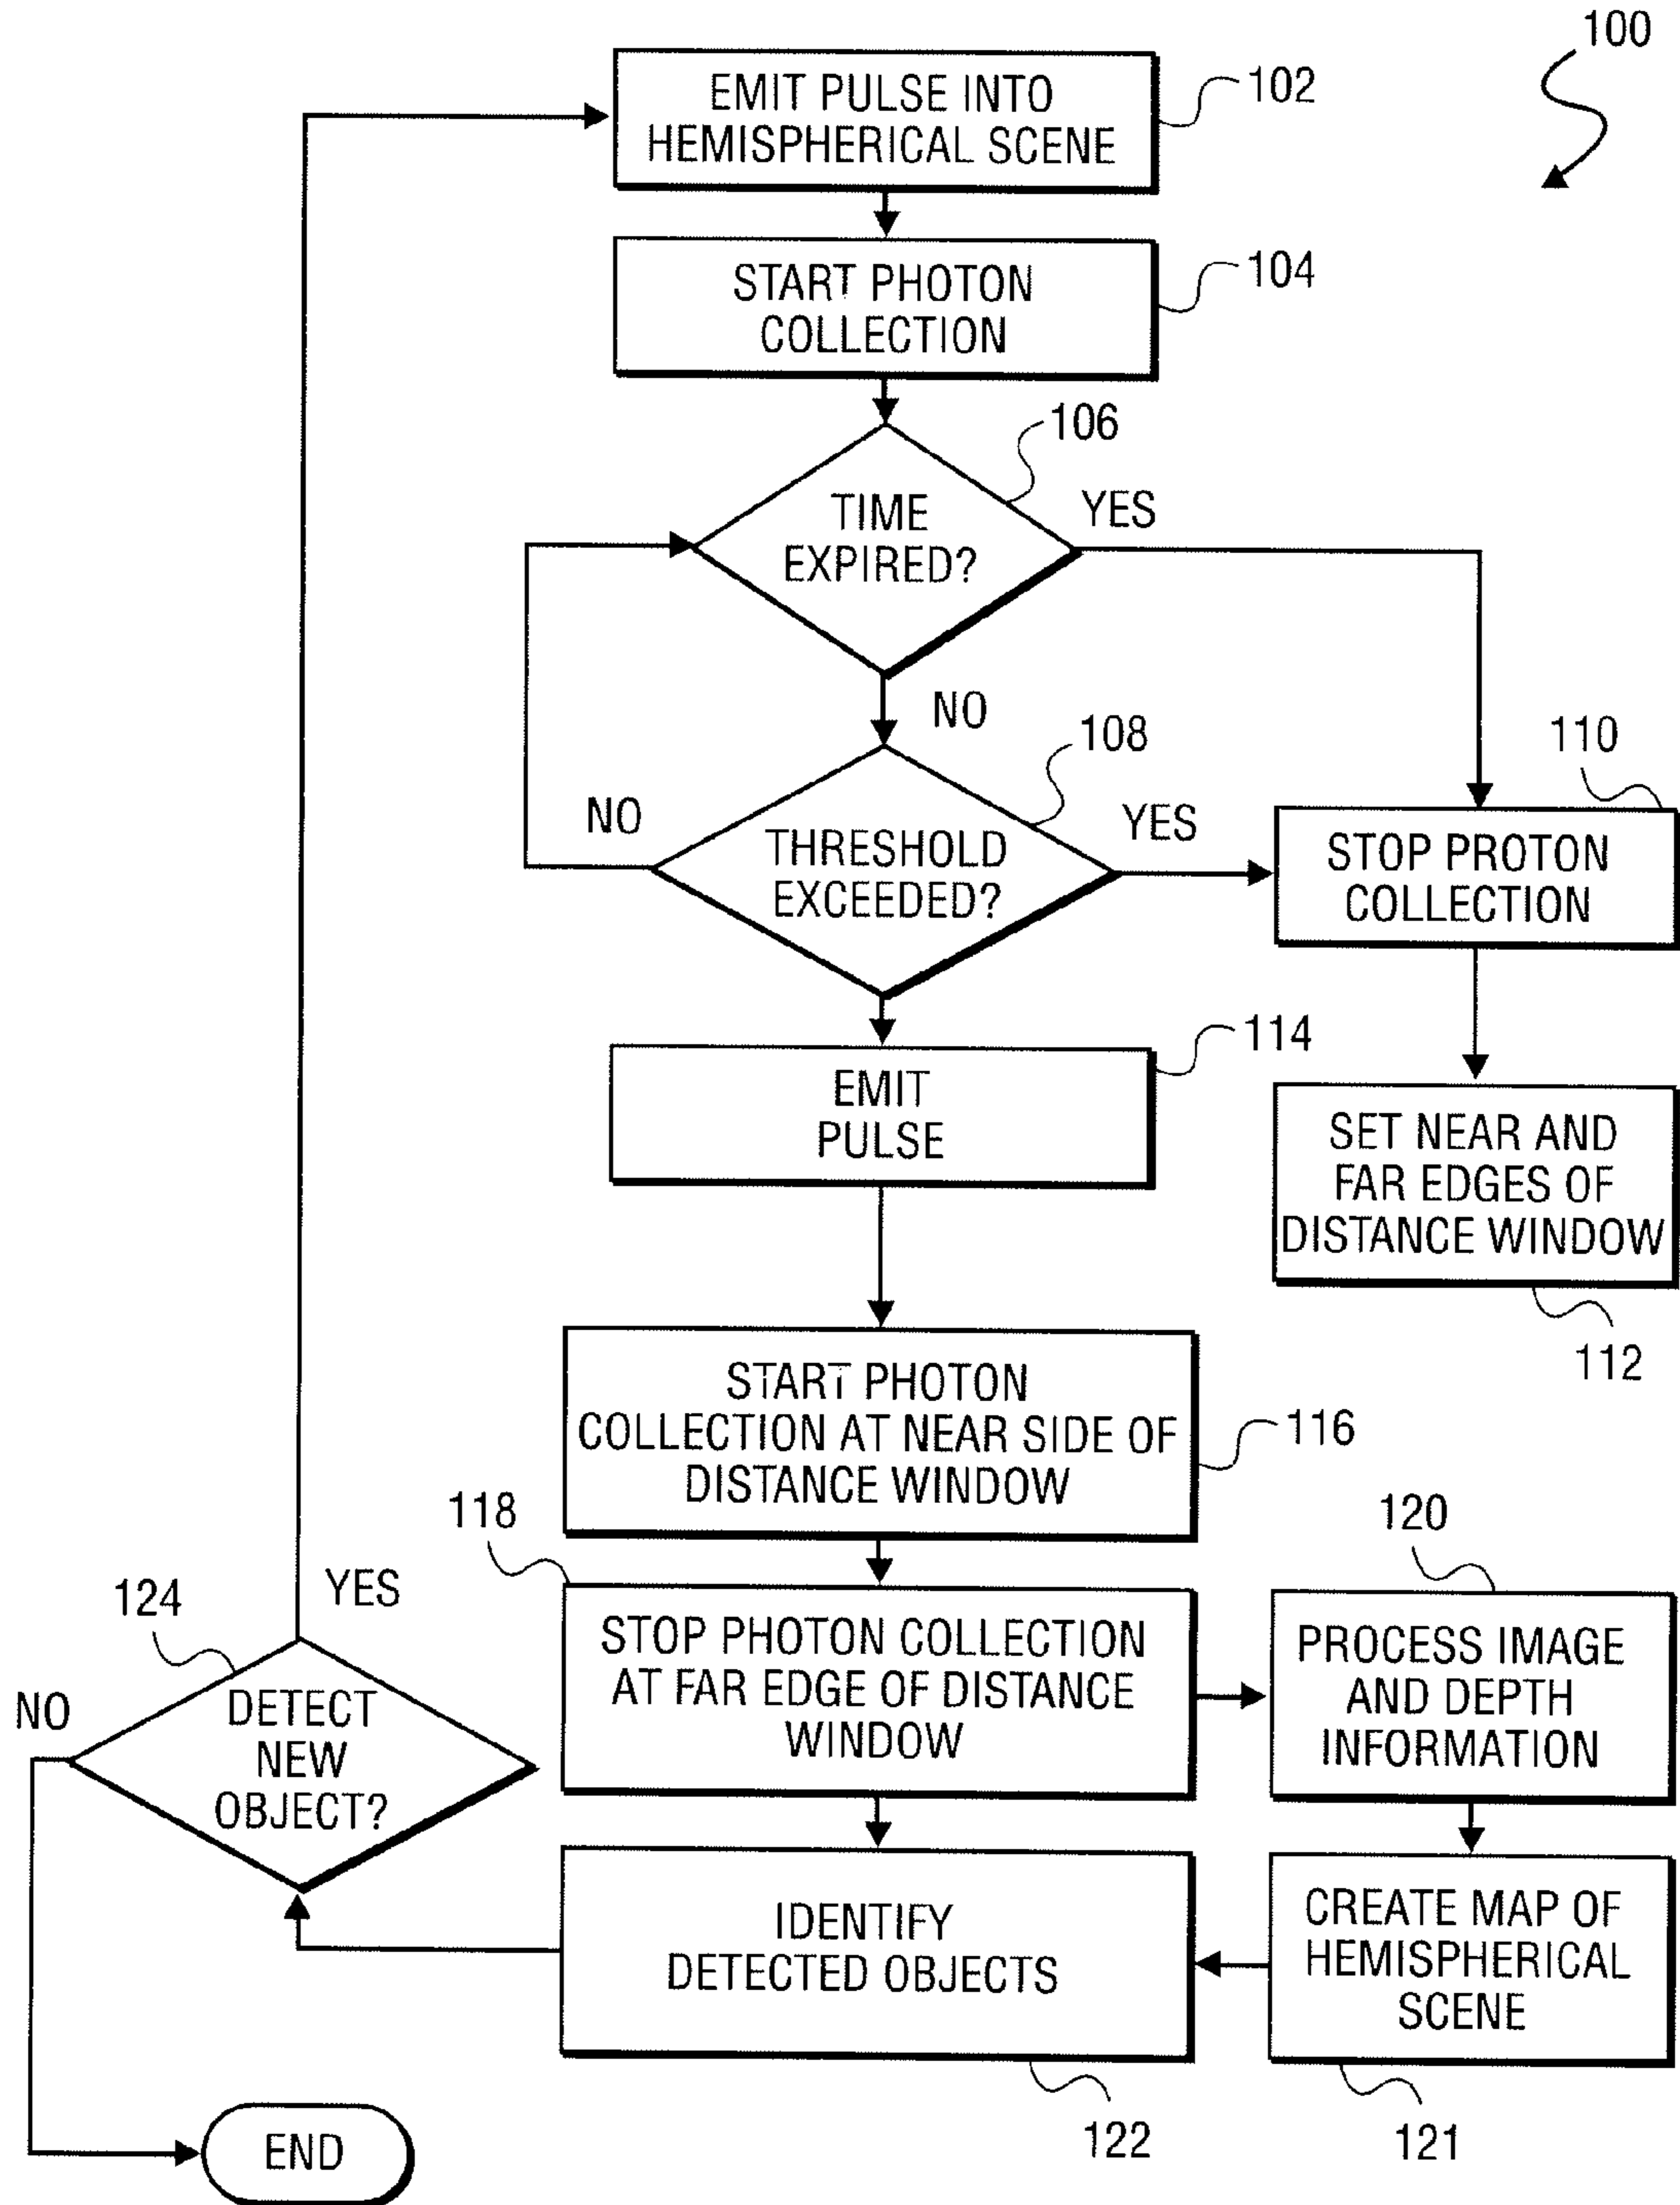 100
EMIT PULSE INTO
HEMISPHERICAL SCENE
102
START PHOTON
COLLECTION
104
106
TIME
EXPIRED?
YES
NO
108
THRESHOLD
EXCEEDED?
NO
YES
110
STOP PROTON
COLLECTION
114
EMIT
PULSE
SET NEAR AND
FAR EDGES OF
DISTANCE WINDOW
112
START PHOTON
COLLECTION AT NEAR SIDE OF
DISTANCE WINDOW
116
118
STOP PHOTON COLLECTION
AT FAR EDGE OF DISTANCE
WINDOW
120
PROCESS IMAGE
AND DEPTH
INFORMATION
124
YES
NO
DETECT
NEW
OBJECT?
IDENTIFY
DETECTED OBJECTS
122
CREATE MAP OF
HEMISPHERICAL
SCENE
121
END